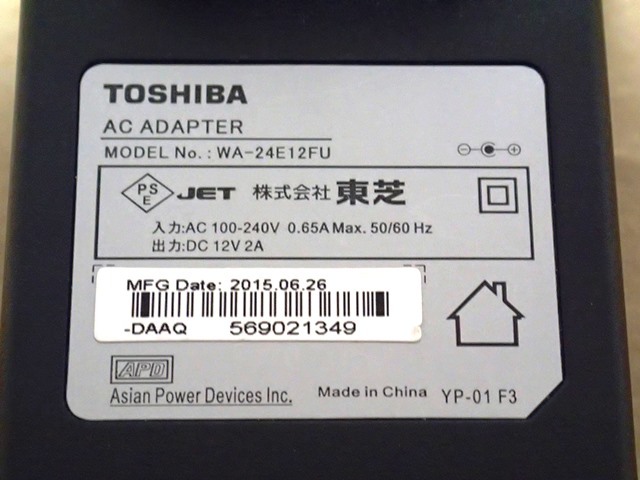 TOSHIBA
AC ADAPTER
MODEL No.: WA-24E12FU
PSE JET 株式会社 東芝
入力:AC 100-240V 0.65A Max. 50/60 Hz
出力:DC 12V 2A
MFG Date: 2015.06.26
-DAAQ 569021349
APD
Asian Power Devices Inc. Made in China YP-01 F3